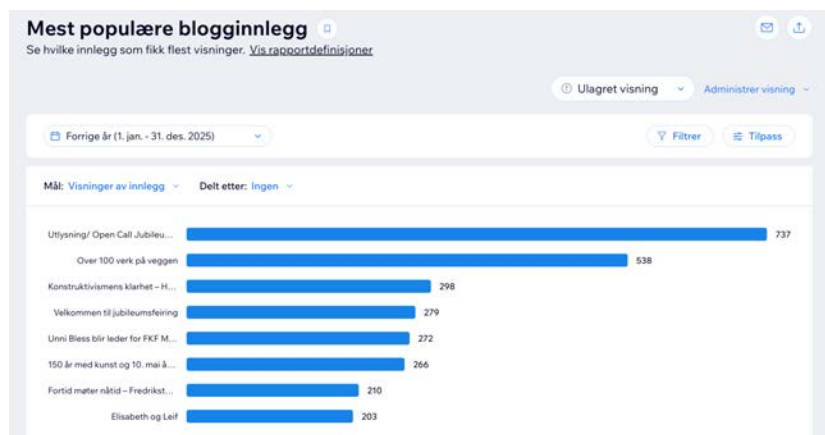 Mest populære blogginnlegg
Se hvilke innlegg som fikk flest visninger. Vis rapportdefinisjoner
Ulagret visning
Administrer visning
Forrige år (1. jan. - 31. des. 2025)
Filtrer
Tilpass
Mål: Visninger av innlegg Delt etter: Ingen
Utlysning/ Open Call Jubileu... 737
Over 100 verk på veggen 538
Konstruktivismens klarhet – H... 298
Velkommen til jubileumsfeiring 279
Unni Bless blir leder for FKF M... 272
150 år med kunst og 10. mai å... 266
Fortid møter nåtid – Fredrikst... 210
Elisabeth og Leif 203